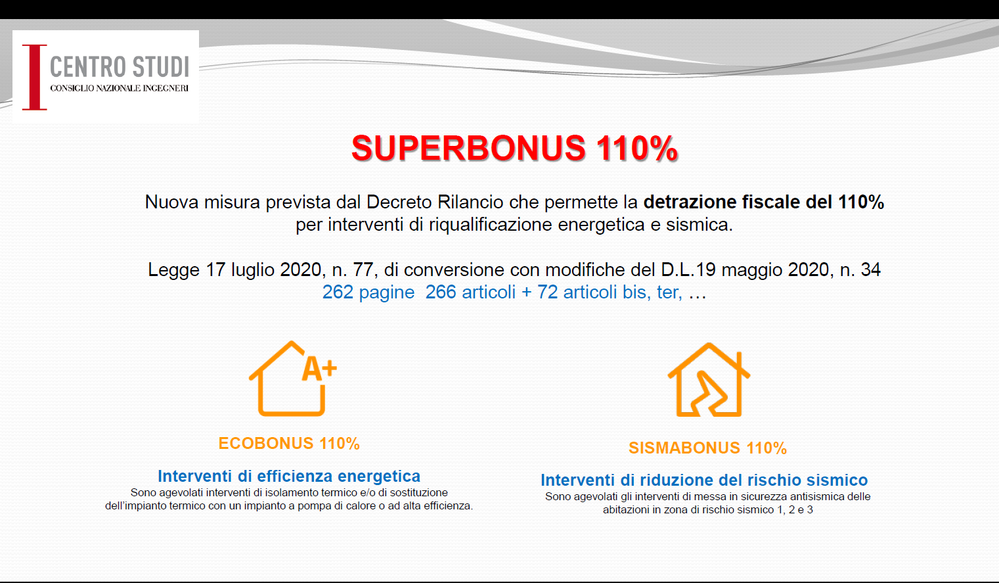 CENTRO STUDI
CONSIGLIO NAZIONALE INGEGNERI
SUPERBONUS 110%
Nuova misura prevista dal Decreto Rilancio che permette la detrazione fiscale del 110%
per interventi di riqualificazione energetica e sismica.
Legge 17 luglio 2020, n. 77, di conversione con modifiche del D.L.19 maggio 2020, n. 34
262 pagine  266 articoli + 72 articoli bis, ter, …
A+
ECOBONUS 110%
Interventi di efficienza energetica
Sono agevolati interventi di isolamento termico e/o di sostituzione
dell’impianto termico con un impianto a pompa di calore o ad alta efficienza.
SISMABONUS 110%
Interventi di riduzione del rischio sismico
Sono agevolati gli interventi di messa in sicurezza antisismica delle
abitazioni in zona di rischio sismico 1, 2 e 3